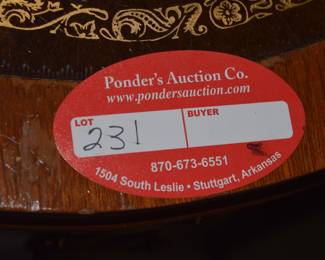 Ponder's Auction Co.
www.pondersauction.com
LOT
231
BUYER
870-673-6551
1504 South Leslie • Stuttgart, Arkansas